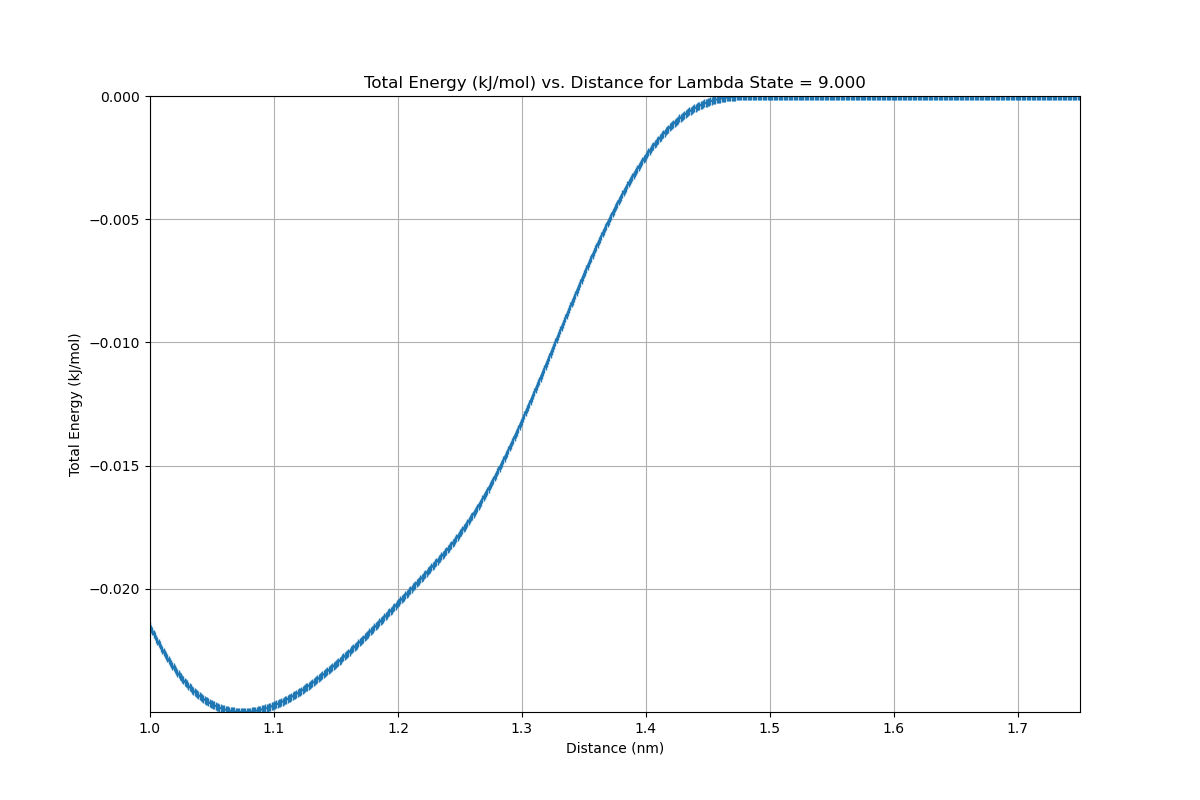 Total Energy (kJ/mol) vs. Distance for Lambda State = 9.000
Total Energy (kJ/mol)
0.000
−0.005
−0.010
−0.015
−0.020
1.0 1.1 1.2 1.3 1.4 1.5 1.6 1.7
Distance (nm)